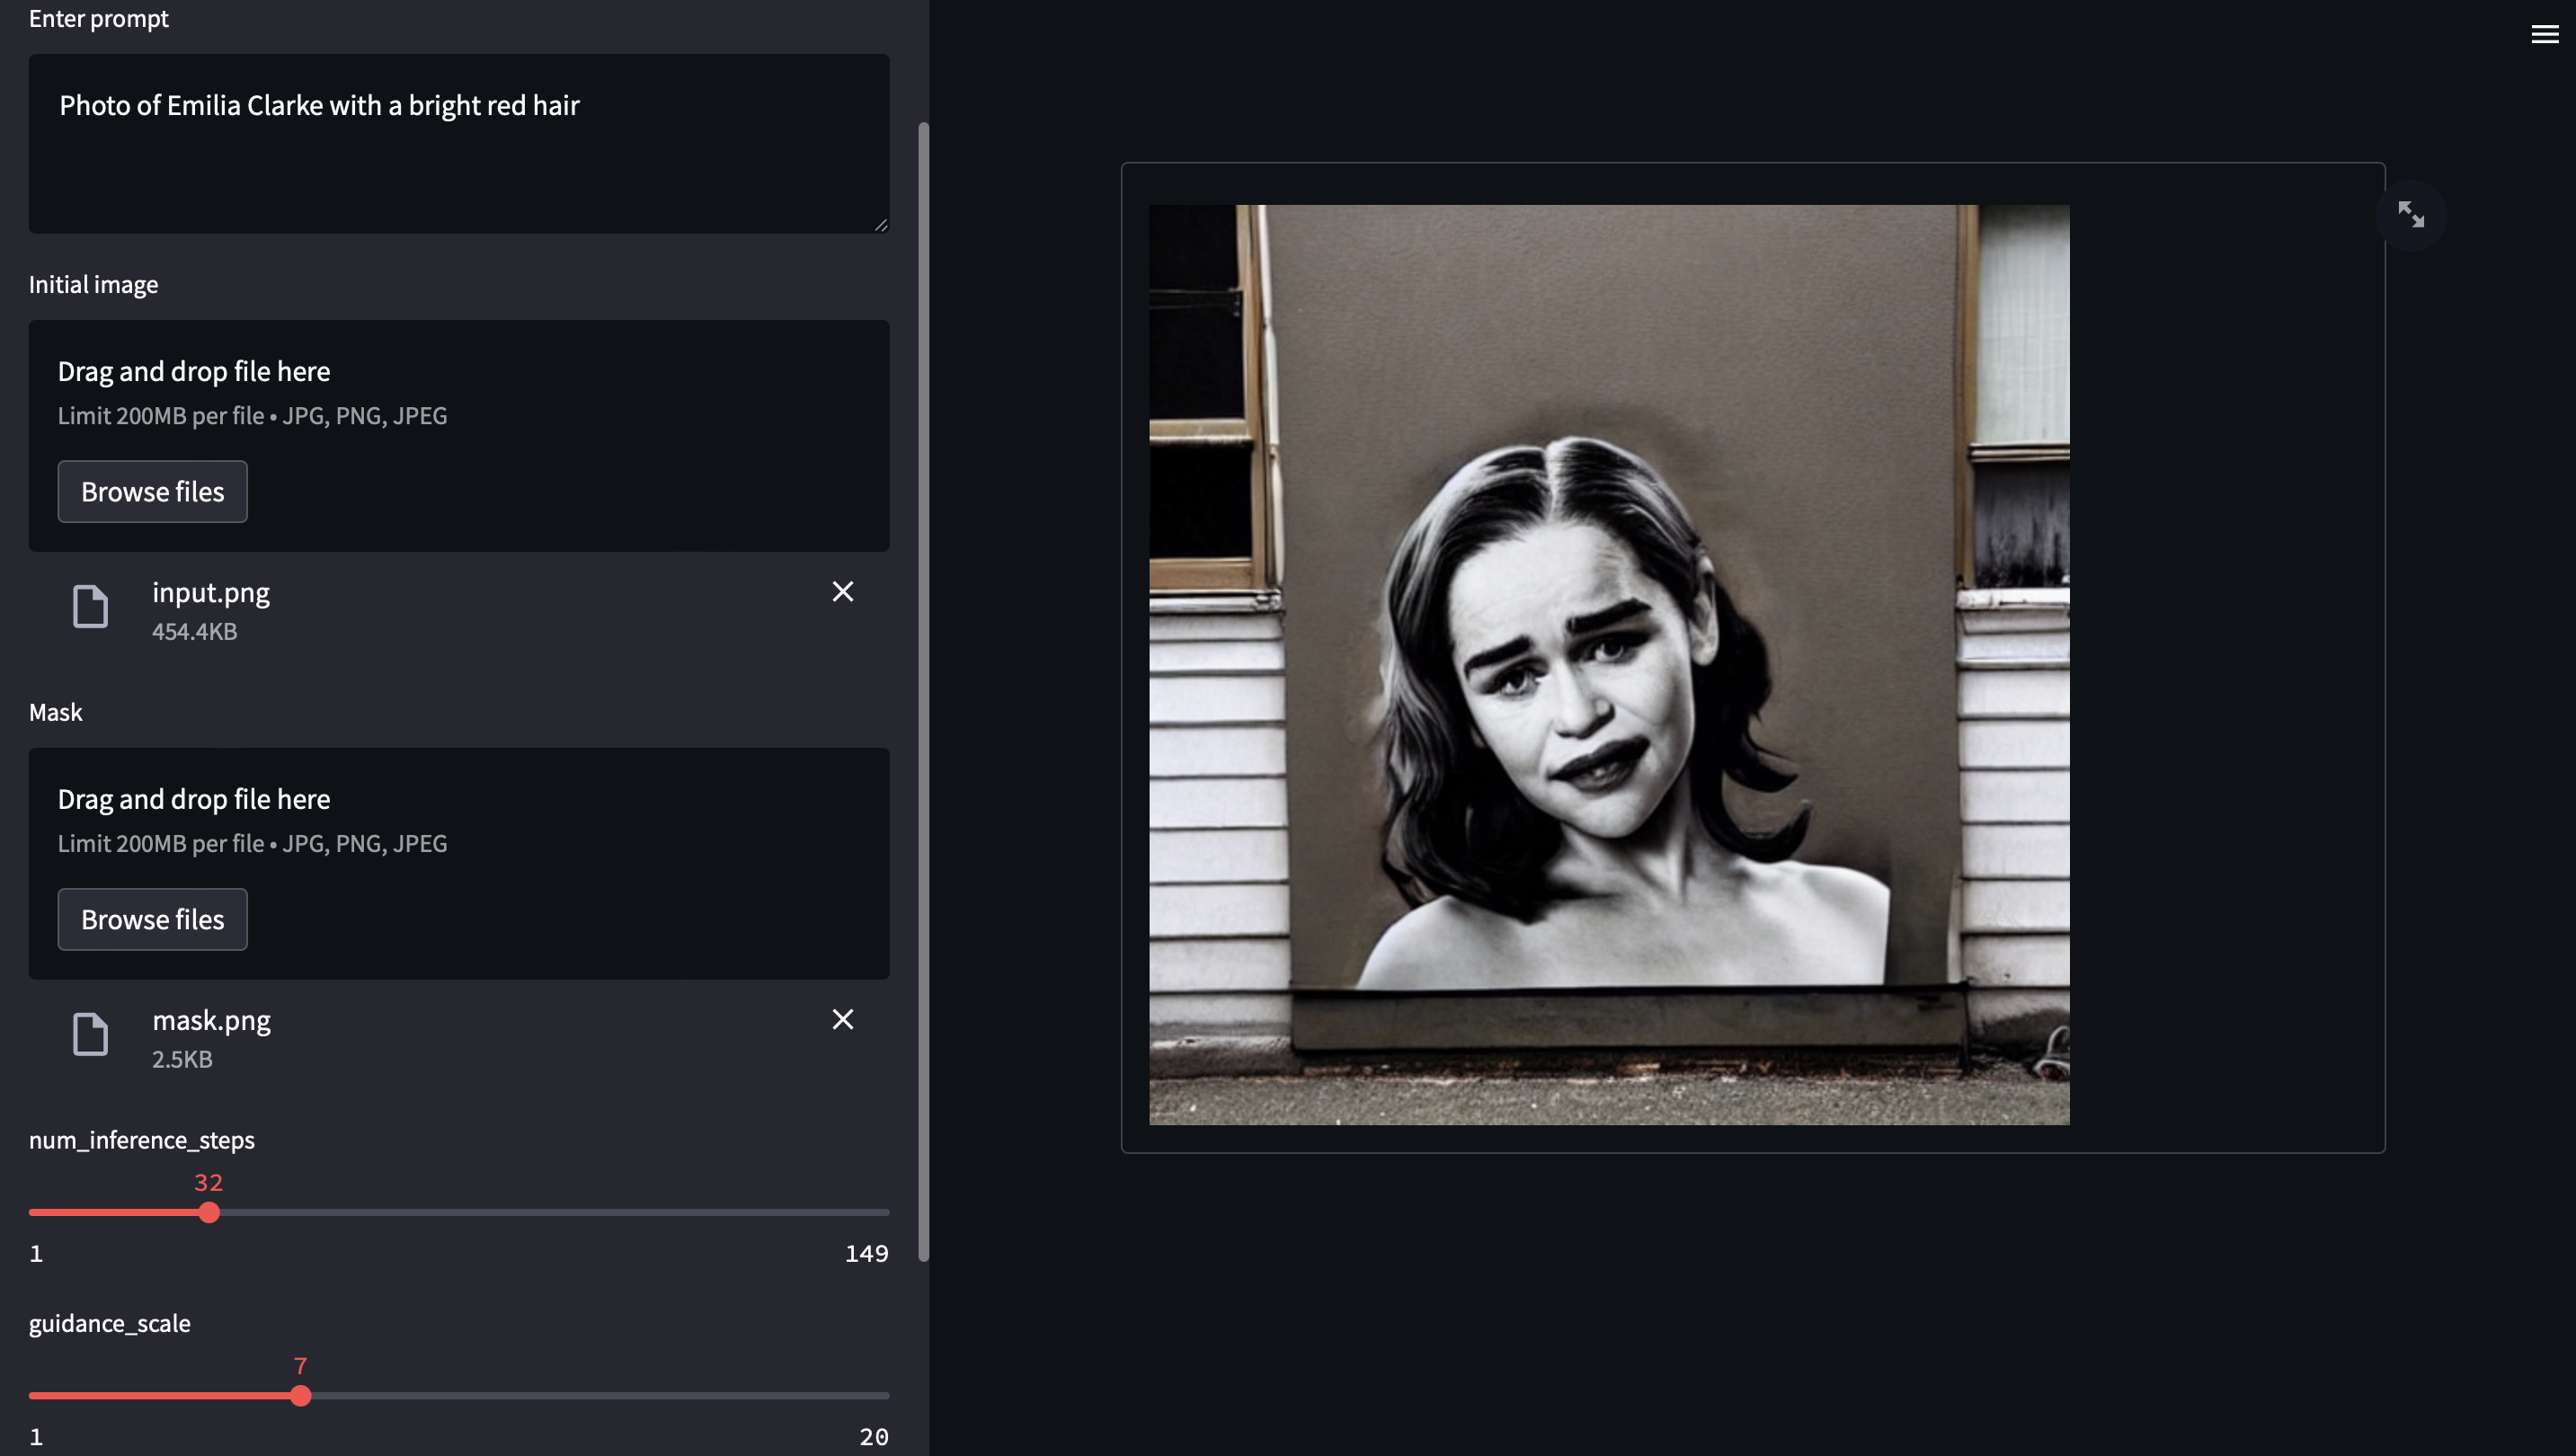 Enter prompt
Photo of Emilia Clarke with a bright red hair
Initial image
Drag and drop file here
Limit 200MB per file • JPG, PNG, JPEG
Browse files
input.png
454.4KB
Mask
Drag and drop file here
Limit 200MB per file • JPG, PNG, JPEG
Browse files
mask.png
2.5KB
num_inference_steps
32
1 149
guidance_scale
7
1 20